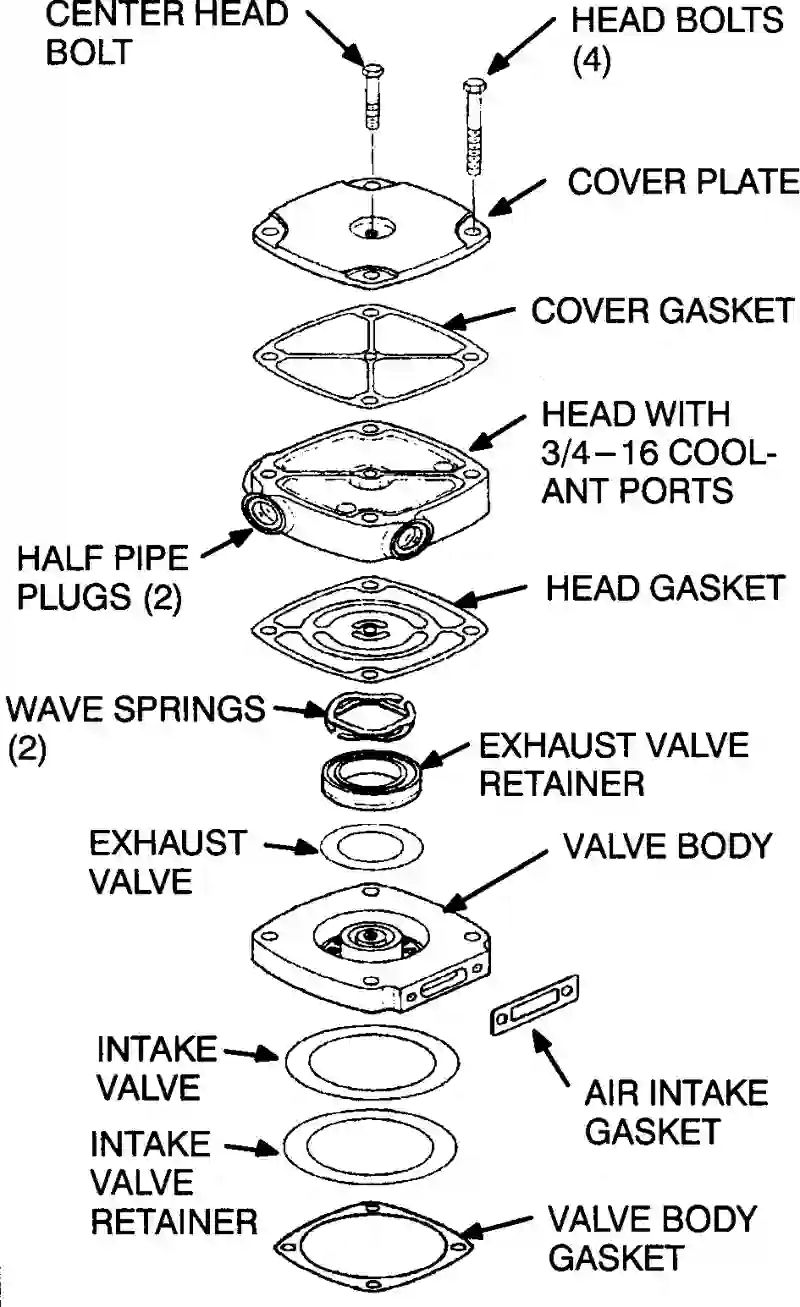 CENTER HEAD
BOLT
HEAD BOLTS
(4)
COVER PLATE
COVER GASKET
HEAD WITH
3/4–16 COOL-
ANT PORTS
HALF PIPE
PLUGS (2)
HEAD GASKET
WAVE SPRINGS
(2)
EXHAUST VALVE
RETAINER
EXHAUST
VALVE
VALVE BODY
INTAKE
VALVE
AIR INTAKE
GASKET
INTAKE
VALVE
RETAINER
VALVE BODY
GASKET